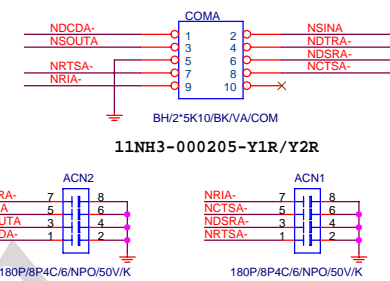 COMA
NDCDA- 1 2 NSINA
NSOUTA 3 4 NDTRA-
5 6 NDSRA-
NRTSA- 7 8 NCTSA-
NRIA- 9 10
BH/2*5K10/BK/VA/COM
11NH3-000205-Y1R/Y2R
ACN2 ACN1
RA- 7 8 NRIA- 7 8
A 5 6 NCTSA- 5 6
UTA 3 4 NDSRA- 3 4
DA- 1 2 NRTSA- 1 2
180P/8P4C/6/NPO/50V/K 180P/8P4C/6/NPO/50V/K